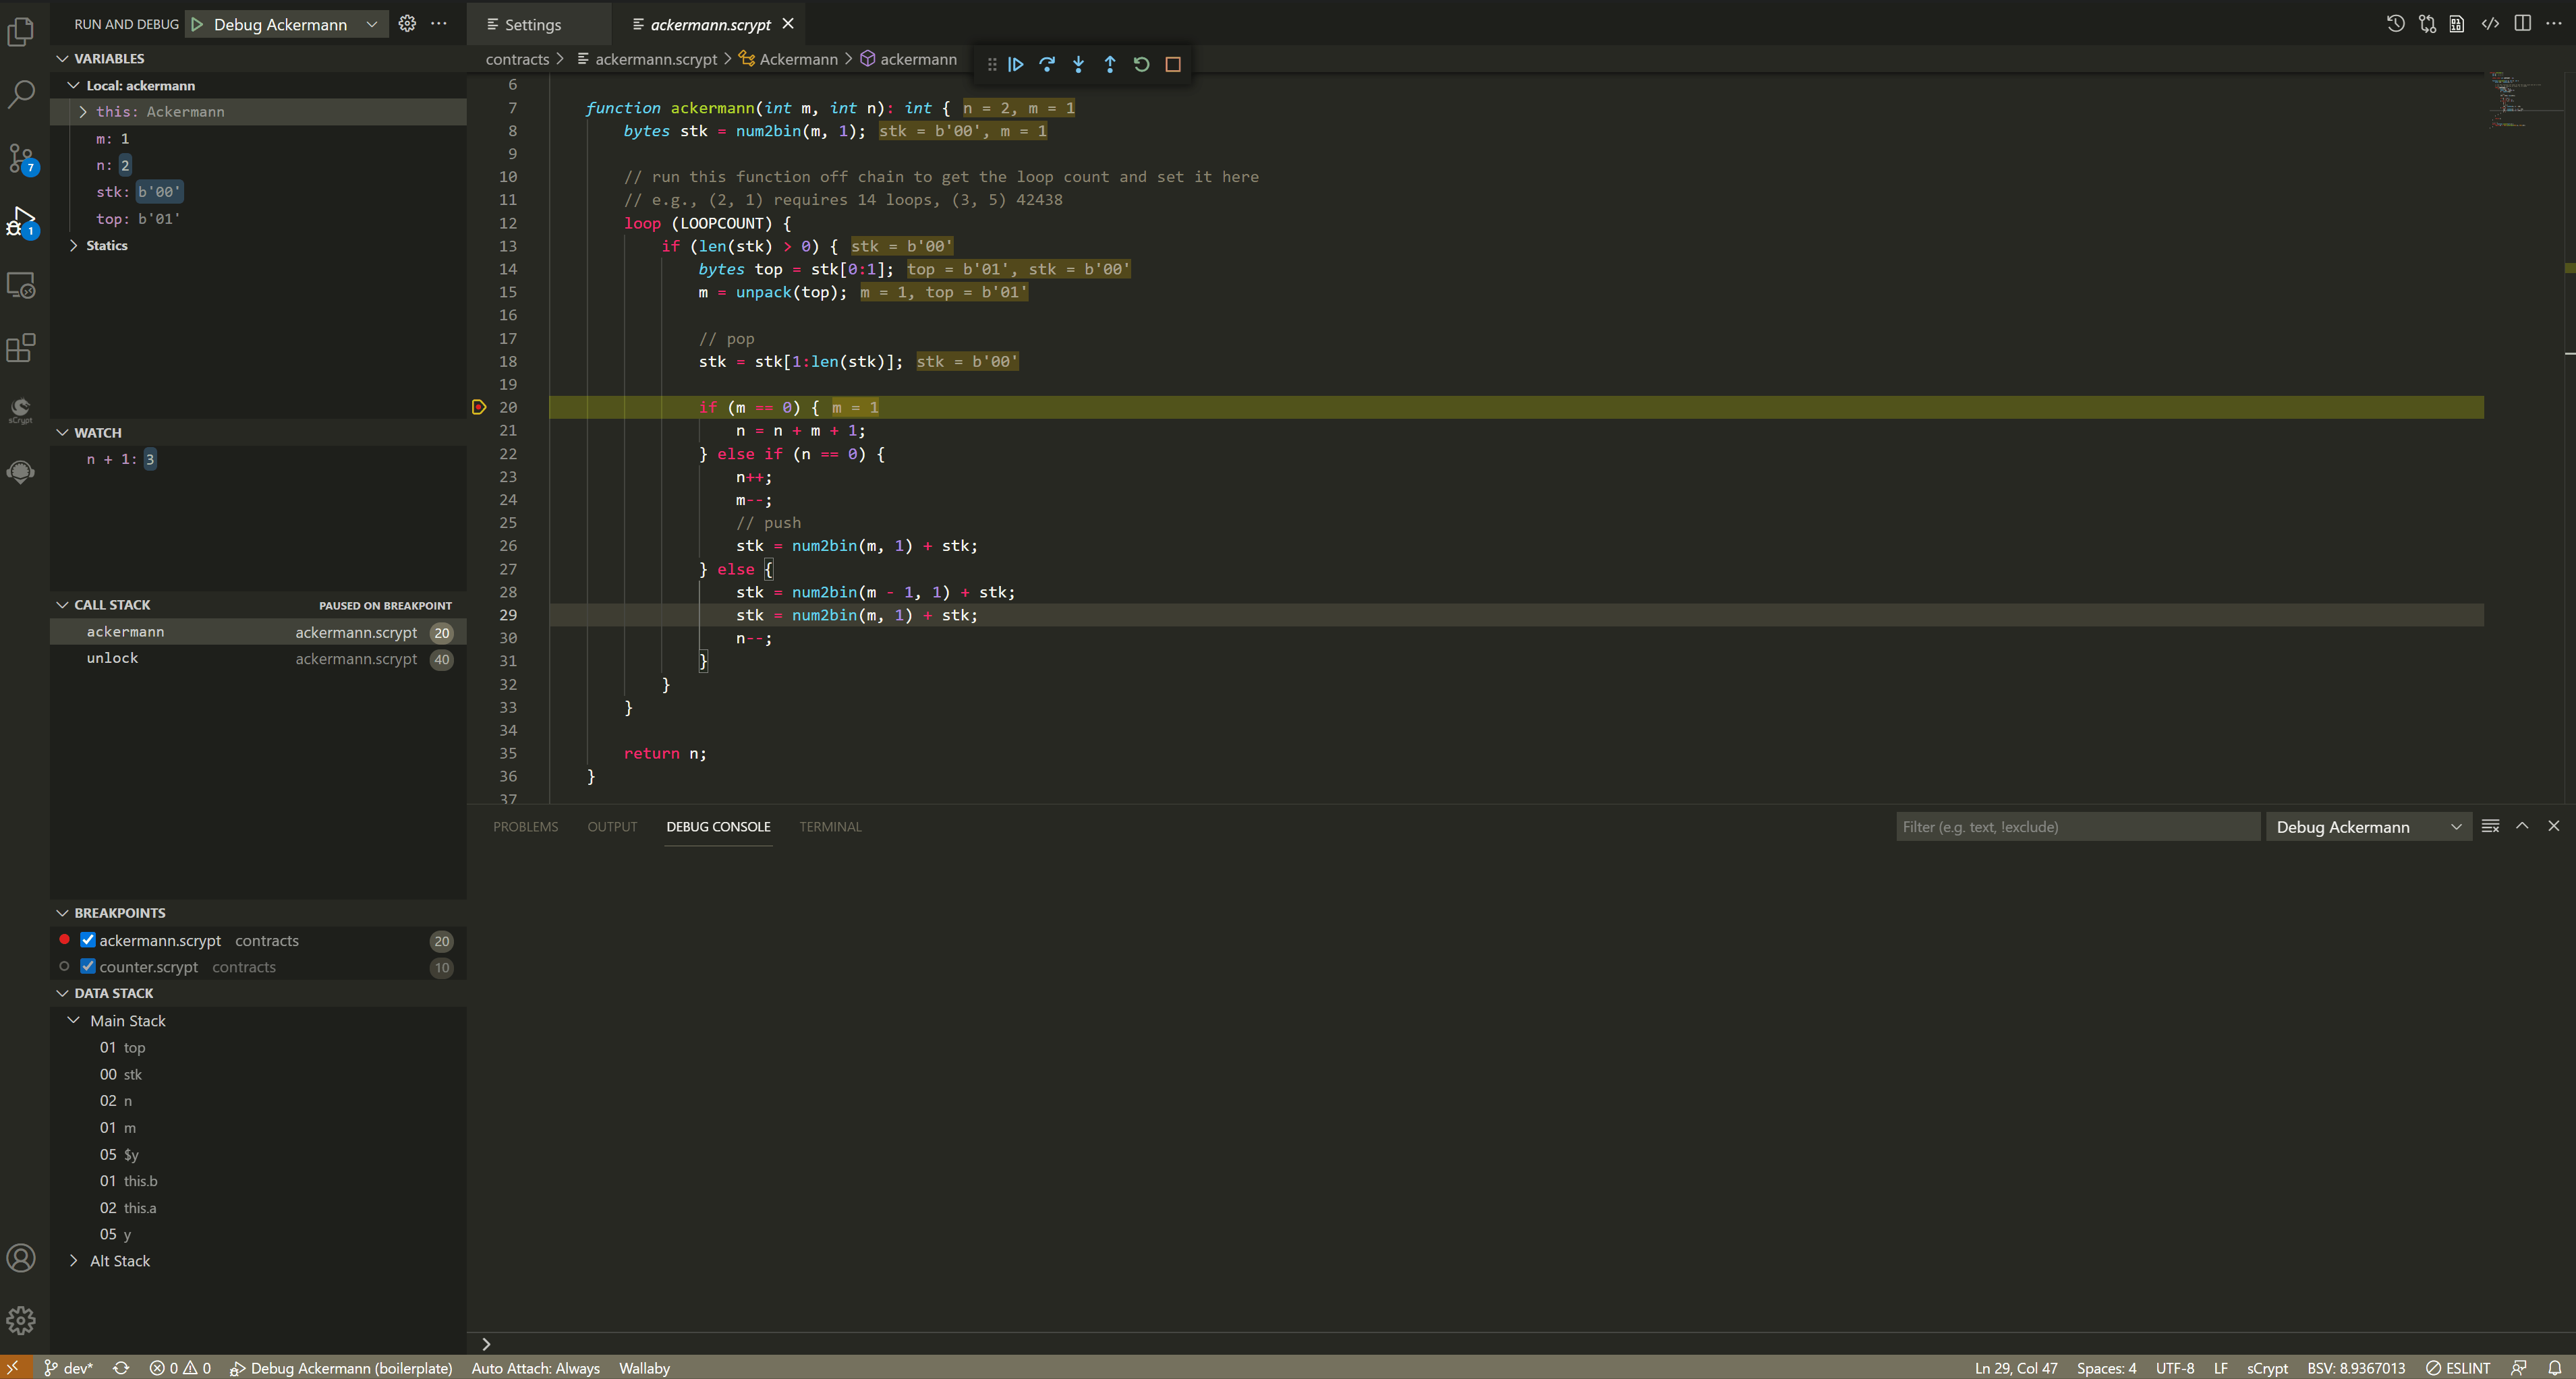 RUN AND DEBUG Debug Ackermann
VARIABLES
Local: ackermann
this: Ackermann
m: 1
n: 2
stk: b'00'
top: b'01'
Statics
7
1
sCrypt
WATCH
n + 1: 3
CALL STACK PAUSED ON BREAKPOINT
ackermann ackermann.scrypt 20
unlock ackermann.scrypt 40
BREAKPOINTS
ackermann.scrypt contracts 20
counter.scrypt contracts 10
DATA STACK
Main Stack
01 top
00 stk
02 n
01 m
05 $y
01 this.b
02 this.a
05 y
Alt Stack
Settings ackermann.scrypt
contracts > ackermann.scrypt > Ackermann > ackermann
6
7 function ackermann(int m, int n): int { n = 2, m = 1
8 bytes stk = num2bin(m, 1); stk = b'00', m = 1
9
10 // run this function off chain to get the loop count and set it here
11 // e.g., (2, 1) requires 14 loops, (3, 5) 42438
12 loop (LOOPCOUNT) {
13 if (len(stk) > 0) { stk = b'00'
14 bytes top = stk[0:1]; top = b'01', stk = b'00'
15 m = unpack(top); m = 1, top = b'01'
16
17 // pop
18 stk = stk[1:len(stk)]; stk = b'00'
19
20 if (m == 0) { m = 1
21 n = n + m + 1;
22 } else if (n == 0) {
23 n++;
24 m--;
25 // push
26 stk = num2bin(m, 1) + stk;
27 } else {
28 stk = num2bin(m - 1, 1) + stk;
29 stk = num2bin(m, 1) + stk;
30 n--;
31 }
32 }
33 }
34
35 return n;
36 }
37
PROBLEMS OUTPUT DEBUG CONSOLE TERMINAL Filter (e.g. text, !exclude) Debug Ackermann
dev* 0 0 Debug Ackermann (boilerplate) Auto Attach: Always Wallaby Ln 29, Col 47 Spaces: 4 UTF-8 LF sCrypt BSV: 8.9367013 ESLINT